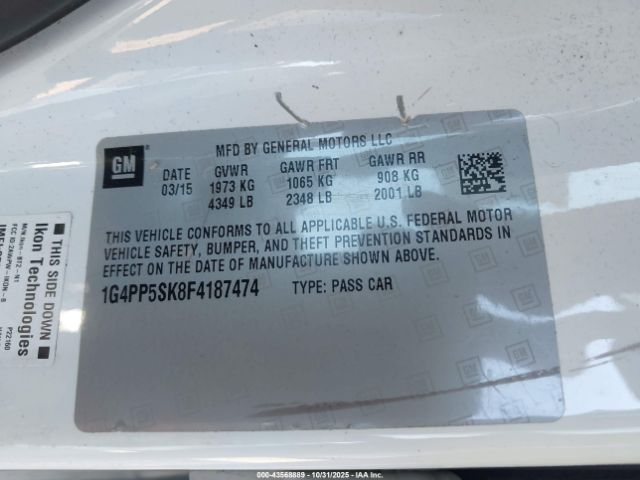 GM
MFD BY GENERAL MOTORS LLC
DATE GVWR GAWR FRT GAWR RR
03/15 1973 KG 1065 KG 908 KG
4349 LB 2348 LB 2001 LB
THIS VEHICLE CONFORMS TO ALL APPLICABLE U.S. FEDERAL MOTOR
VEHICLE SAFETY, BUMPER, AND THEFT PREVENTION STANDARDS IN
EFFECT ON THE DATE OF MANUFACTURE SHOWN ABOVE.
1G4PP5SK8F4187474 TYPE: PASS CAR
THIS SIDE DOWN
Ikon Technologies
P22160
00-43568889 10/31/2025 - IAA Inc.